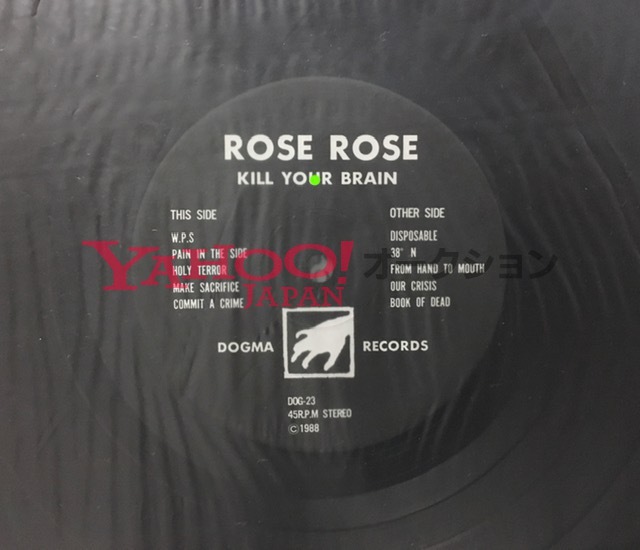 ROSE ROSE
KILL YOUR BRAIN
THIS SIDE
W.P.S
PAIN IN THE SIDE
HOLY TERROR
MAKE SACRIFICE
COMMIT A CRIME
OTHER SIDE
DISPOSABLE
38° N
FROM HAND TO MOUTH
OUR CRISIS
BOOK OF DEAD
YAHOO! オークション
JAPAN
DOGMA RECORDS
DOG-23
45R.P.M STEREO
©1988